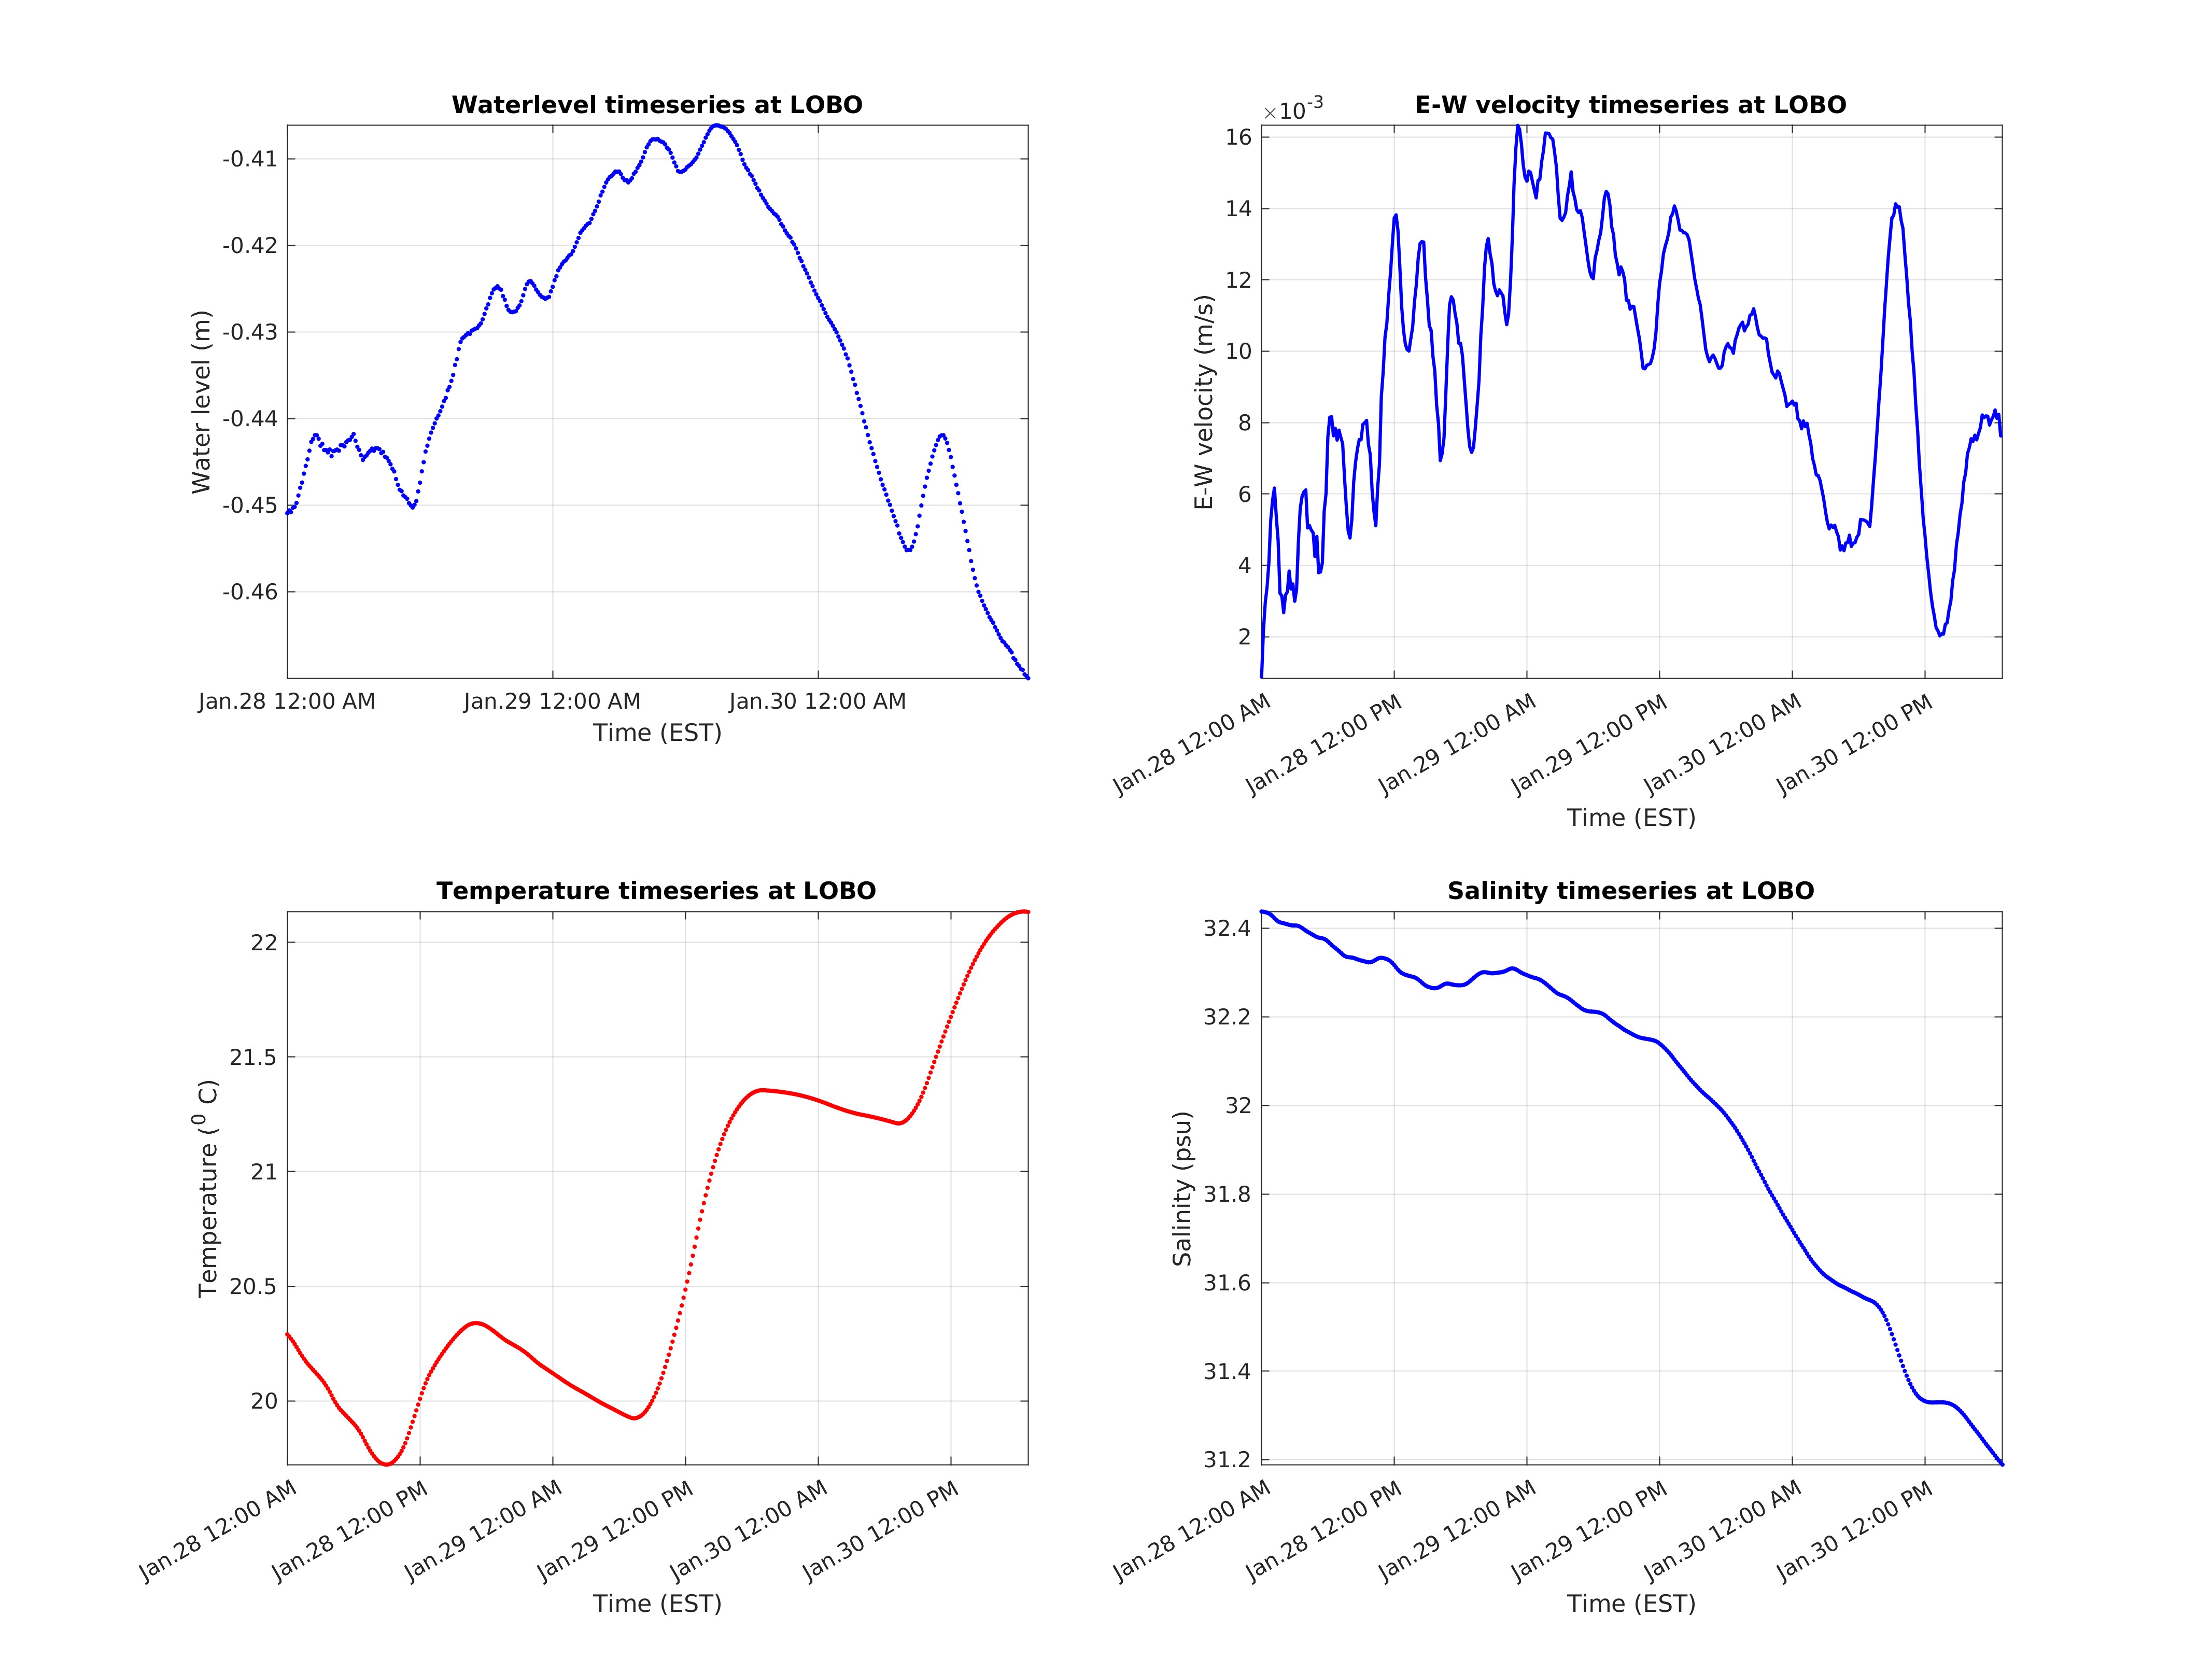 Waterlevel timeseries at LOBO
-0.41
-0.42
-0.43
-0.44
-0.45
-0.46
Water level (m)
Jan.28 12:00 AM
Jan.29 12:00 AM
Jan.30 12:00 AM
Time (EST)
×10-3
E-W velocity timeseries at LOBO
16
14
12
10
8
6
4
2
E-W velocity (m/s)
Jan.28 12:00 AM
Jan.28 12:00 PM
Jan.29 12:00 AM
Jan.29 12:00 PM
Jan.30 12:00 AM
Jan.30 12:00 PM
Time (EST)
Temperature timeseries at LOBO
22
21.5
21
20.5
20
Temperature (0 C)
Jan.28 12:00 AM
Jan.28 12:00 PM
Jan.29 12:00 AM
Jan.29 12:00 PM
Jan.30 12:00 AM
Jan.30 12:00 PM
Time (EST)
Salinity timeseries at LOBO
32.4
32.2
32
31.8
31.6
31.4
31.2
Salinity (psu)
Jan.28 12:00 AM
Jan.28 12:00 PM
Jan.29 12:00 AM
Jan.29 12:00 PM
Jan.30 12:00 AM
Jan.30 12:00 PM
Time (EST)